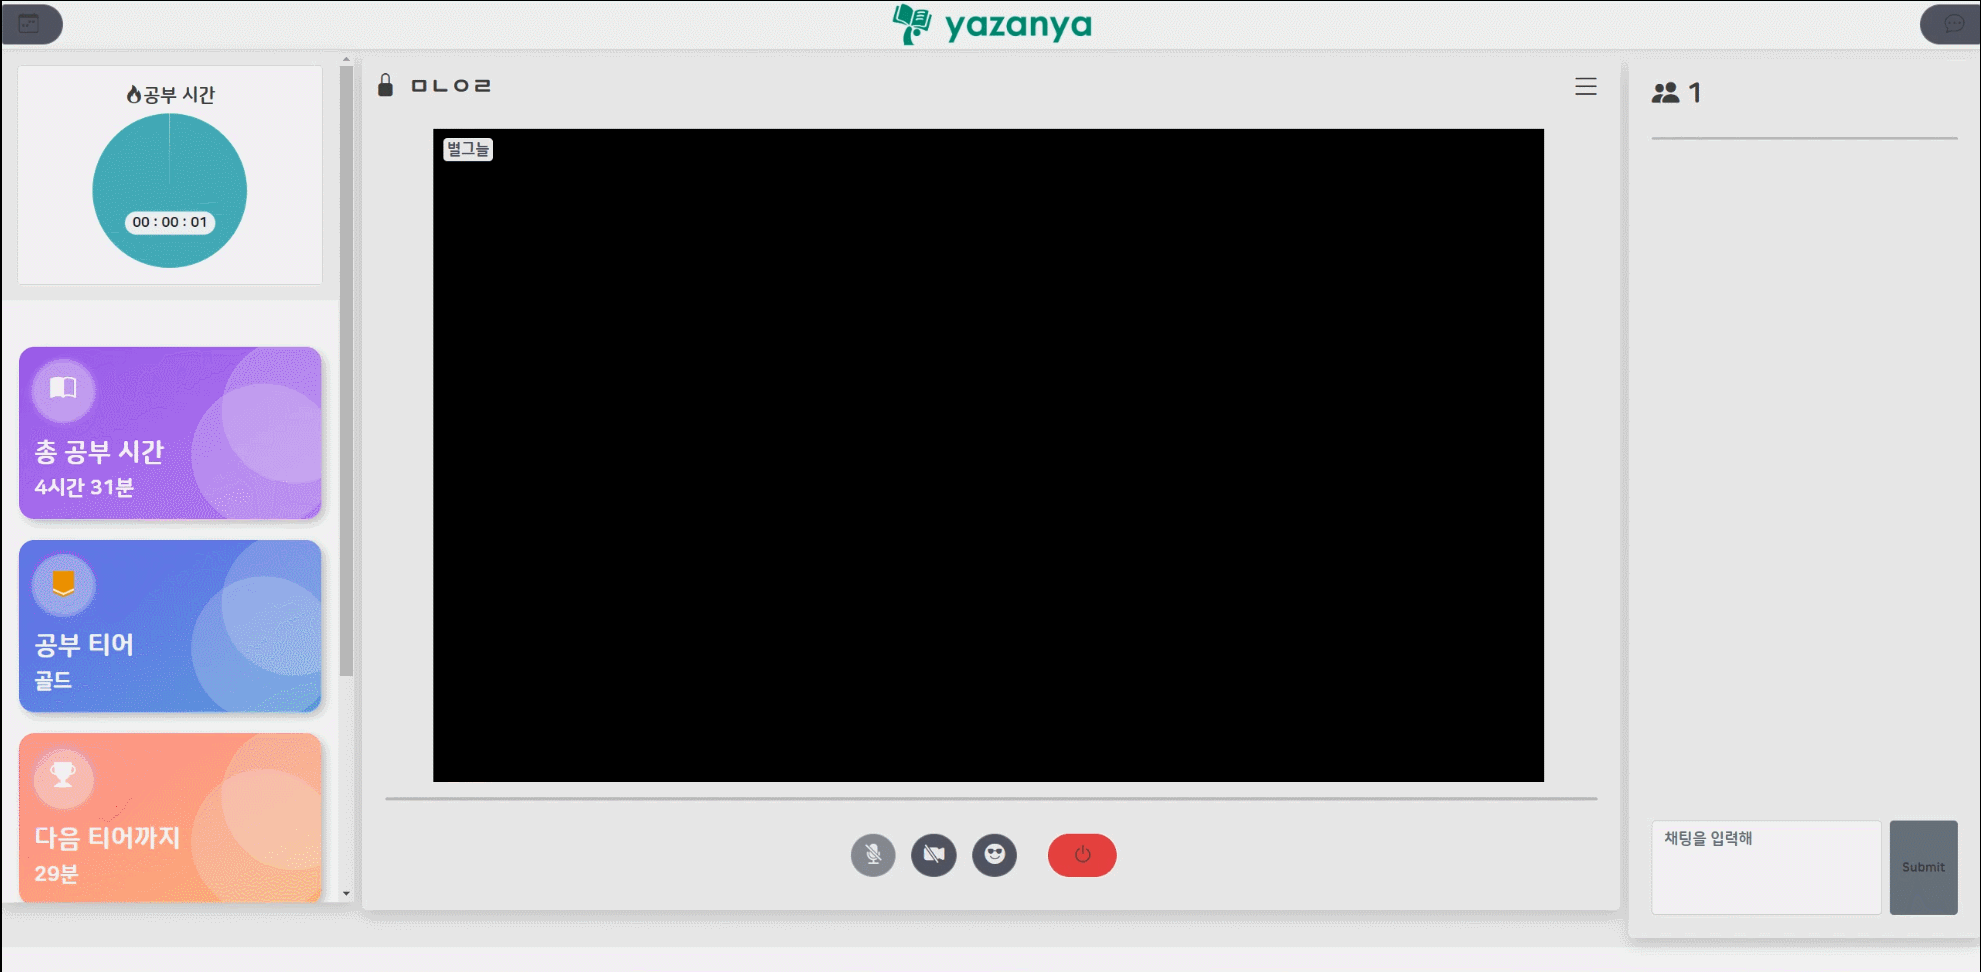 yazanya
공부 시간
00 : 00 : 01
총 공부 시간
4시간 31분
공부 티어
골드
다음 티어까지
29분
ㅁㄴㅇㄹ
별그늘
1
채팅을 입력해
Submit